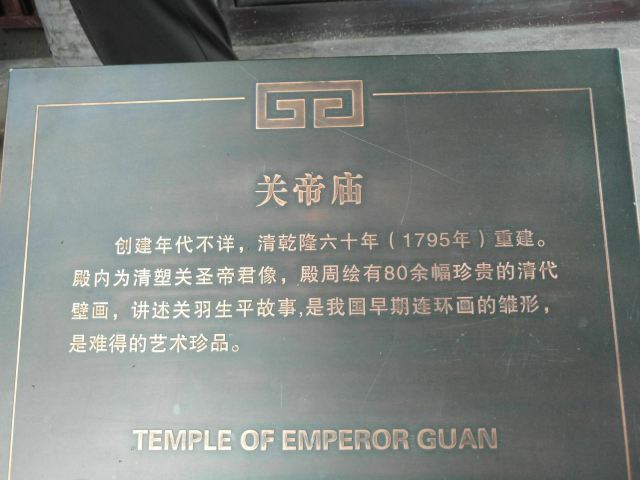 关帝庙
创建年代不详，清乾隆六十年（1795年）重建。
殿内为清塑关圣帝君像，殿周绘有80余幅珍贵的清代
壁画，讲述关羽生平故事,是我国早期连环画的雏形，
是难得的艺术珍品。
TEMPLE OF EMPEROR GUAN